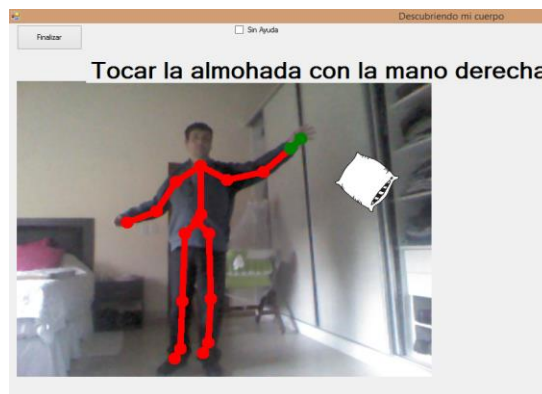 Descubriendo mi cuerpo
Finalizar
Sin Ayuda
Tocar la almohada con la mano derecha